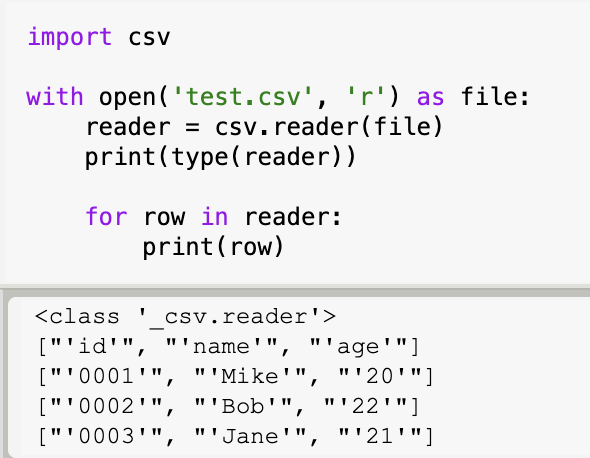 import csv
with open('test.csv', 'r') as file:
    reader = csv.reader(file)
    print(type(reader))
    for row in reader:
        print(row)
<class '_csv.reader'>
["'id'", "'name'", "'age'"]
["'0001'", "'Mike'", "'20'"]
["'0002'", "'Bob'", "'22'"]
["'0003'", "'Jane'", "'21'"]